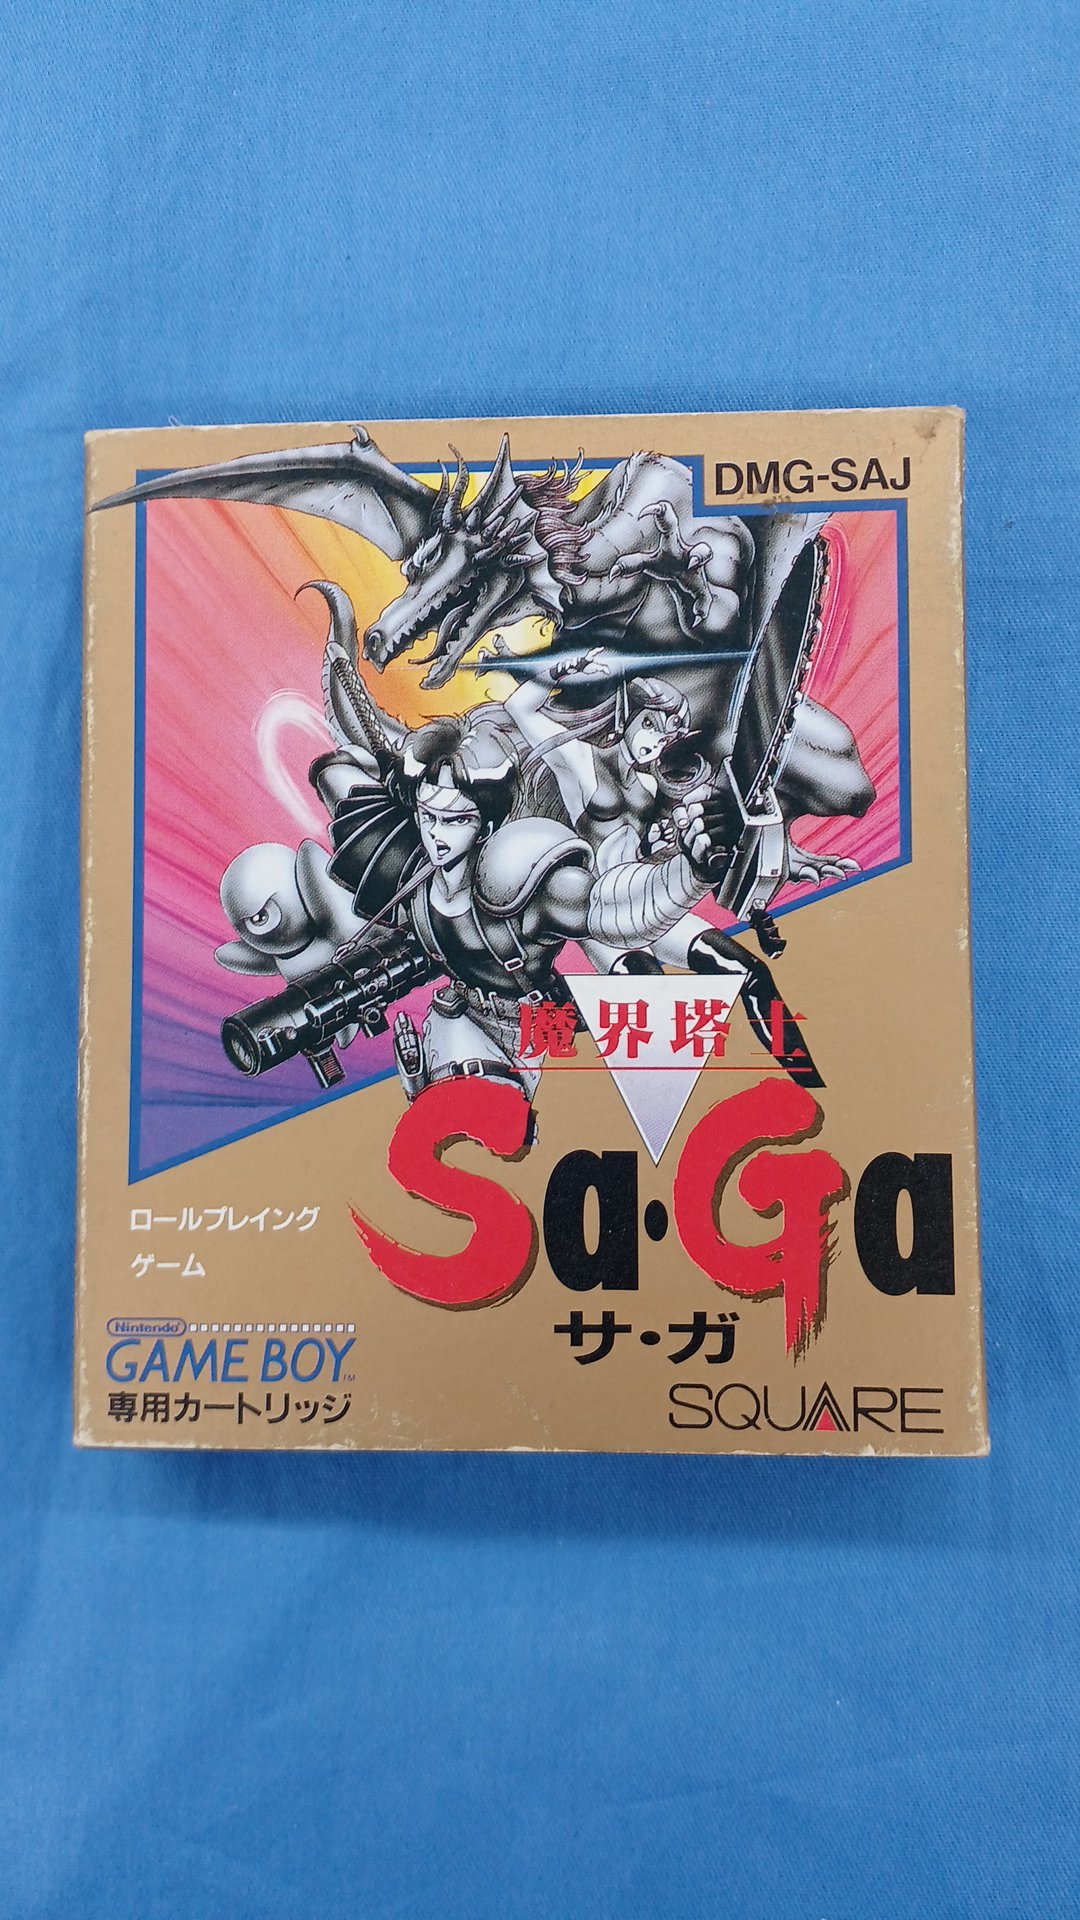 DMG-SAJ
魔界塔士
Sa・Ga
サ・ガ
ロールプレイング
ゲーム
Nintendo
GAME BOY™
専用カートリッジ
SQUARE